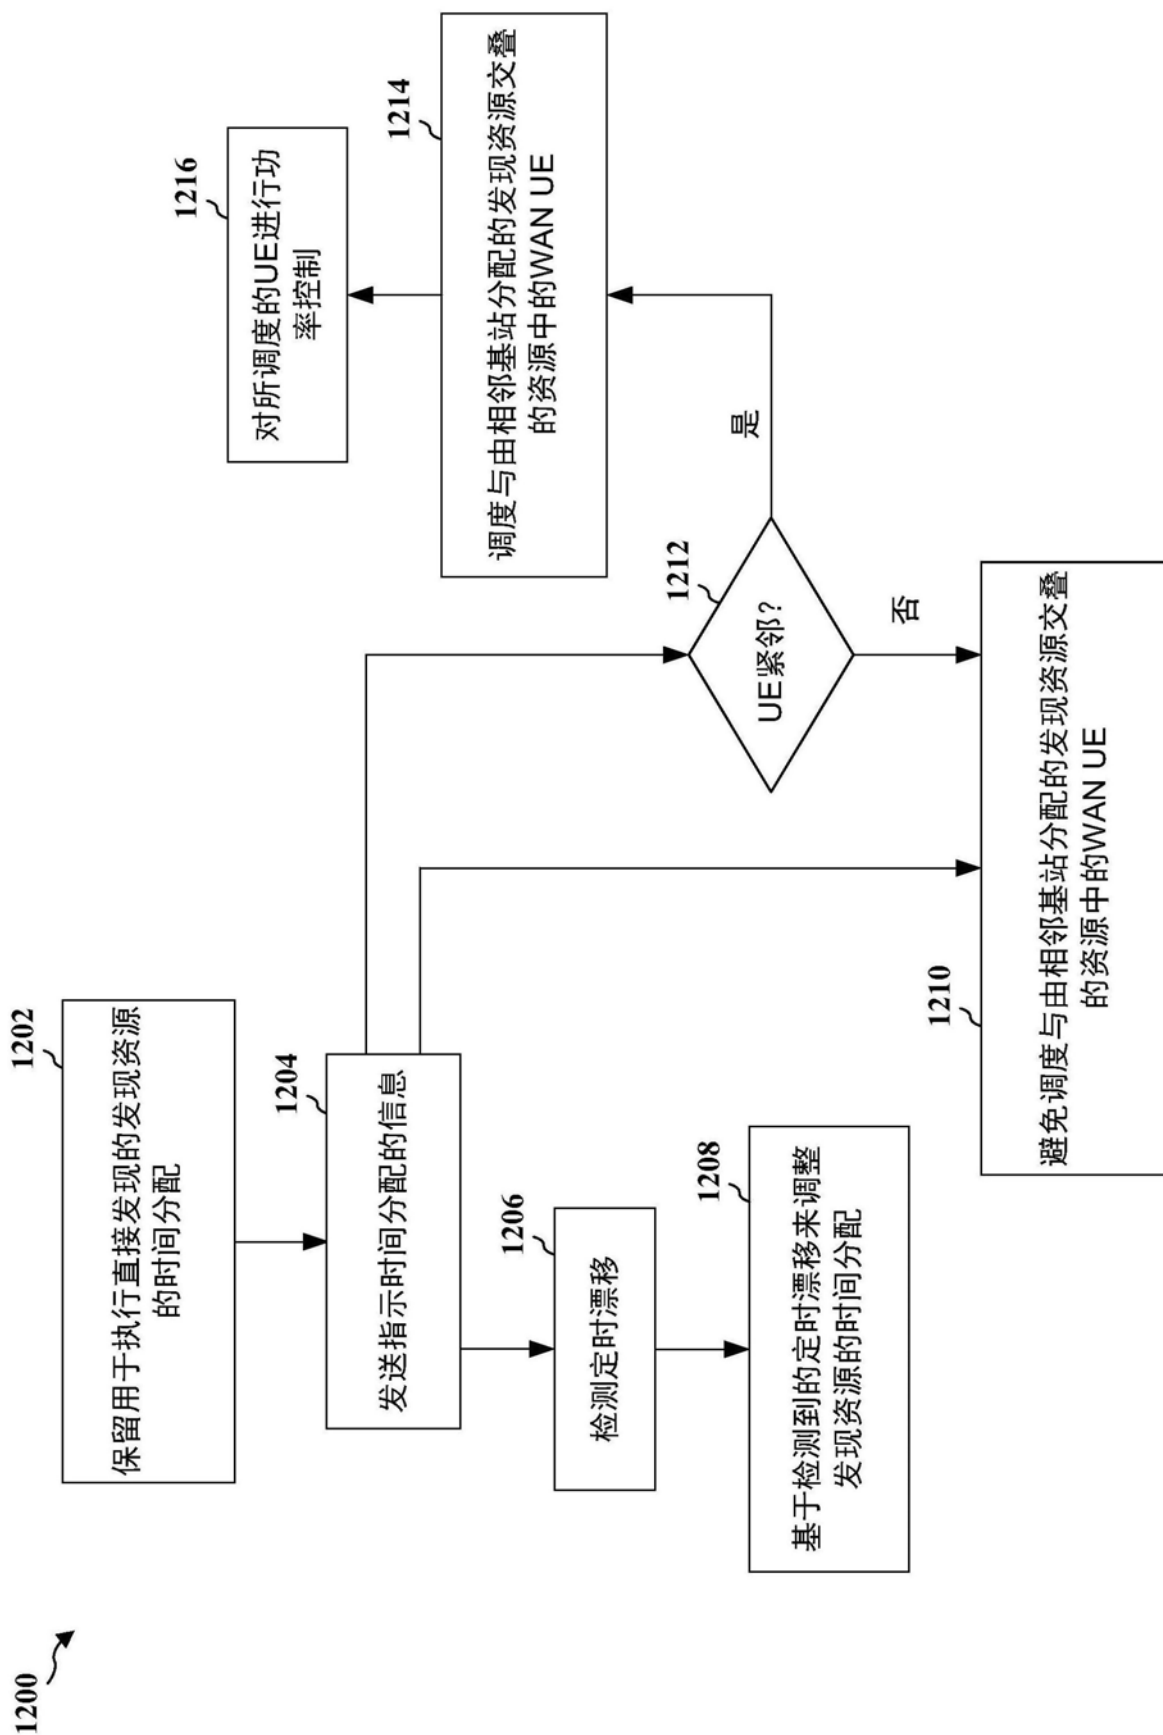 1200
1202
保留用于执行直接发现的发现资源
的时间分配
1204
发送指示时间分配的信息
1206
检测定时漂移
1208
基于检测到的定时漂移来调整
发现资源的时间分配
1210
避免调度与由相邻基站分配的发现资源交叠
的资源中的WAN UE
1212
UE紧邻?
否
是
1214
调度与由相邻基站分配的发现资源交叠
的资源中的WAN UE
1216
对所调度的UE进行功
率控制